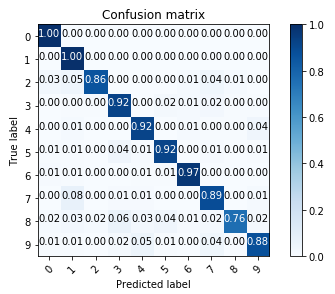 Confusion matrix
0 1.00 0.00 0.00 0.00 0.00 0.00 0.00 0.00 0.00 0.00
1 0.00 1.00 0.00 0.00 0.00 0.00 0.00 0.00 0.00 0.00
2 0.03 0.05 0.86 0.00 0.00 0.00 0.01 0.04 0.01 0.00
3 0.00 0.00 0.00 0.92 0.00 0.02 0.01 0.02 0.00 0.00
4 0.00 0.01 0.00 0.00 0.92 0.00 0.01 0.00 0.00 0.04
5 0.01 0.01 0.00 0.04 0.01 0.92 0.01 0.01 0.00 0.01
6 0.00 0.01 0.00 0.00 0.01 0.01 0.97 0.00 0.00 0.00
7 0.00 0.08 0.01 0.00 0.00 0.00 0.00 0.89 0.00 0.01
8 0.02 0.03 0.02 0.06 0.03 0.04 0.01 0.02 0.76 0.02
9 0.01 0.01 0.00 0.02 0.05 0.01 0.00 0.04 0.00 0.88
0 1 2 3 4 5 6 7 8 9
True label
Predicted label
1.0
0.8
0.6
0.4
0.2
0.0